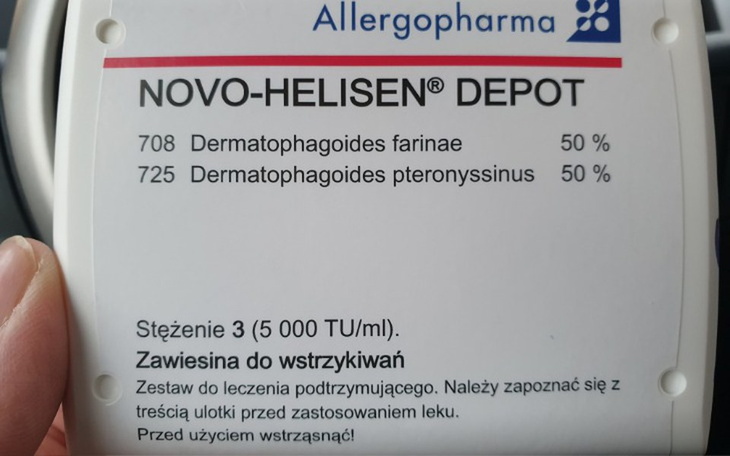 Allergopharma
NOVO-HELISEN® DEPOT
708 Dermatophagoides farinae 50 %
725 Dermatophagoides pteronyssinus 50 %
Stężenie 3 (5 000 TU/ml).
Zawiesina do wstrzykiwań
Zestaw do leczenia podtrzymującego. Należy zapoznać się z
treścią ulotki przed zastosowaniem leku.
Przed użyciem wstrząsnąć!